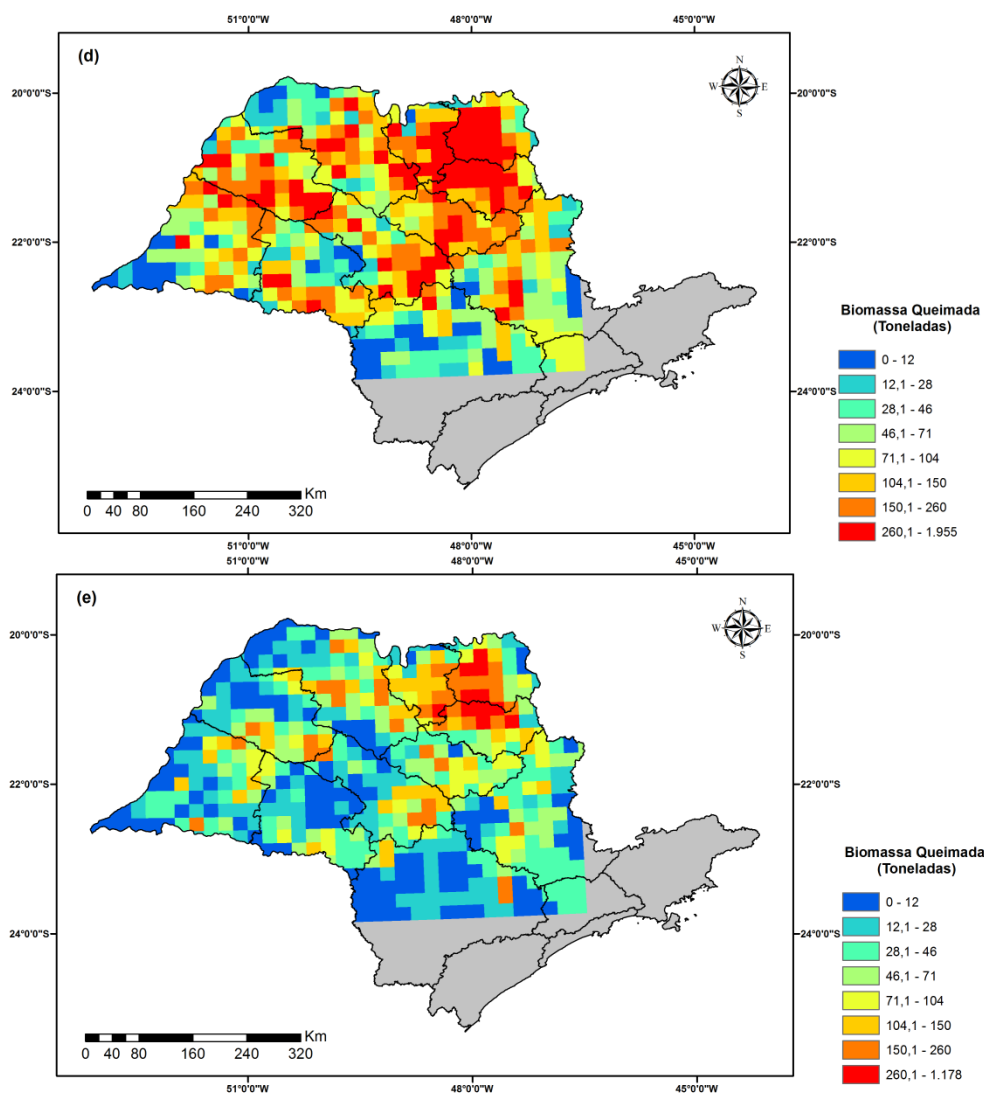 51°0'0"W
48°0'0"W
45°0'0"W
(d)
N
W
E
S
20°0'0"S
20°0'0"S
22°0'0"S
22°0'0"S
24°0'0"S
24°0'0"S
Km
0 40 80 160 240 320
51°0'0"W
48°0'0"W
45°0'0"W
Biomassa Queimada
(Toneladas)
0 - 12
12,1 - 28
28,1 - 46
46,1 - 71
71,1 - 104
104,1 - 150
150,1 - 260
260,1 - 1.955
51°0'0"W
48°0'0"W
45°0'0"W
(e)
N
W
E
S
20°0'0"S
20°0'0"S
22°0'0"S
22°0'0"S
24°0'0"S
24°0'0"S
Km
0 40 80 160 240 320
51°0'0"W
48°0'0"W
45°0'0"W
Biomassa Queimada
(Toneladas)
0 - 12
12,1 - 28
28,1 - 46
46,1 - 71
71,1 - 104
104,1 - 150
150,1 - 260
260,1 - 1.178